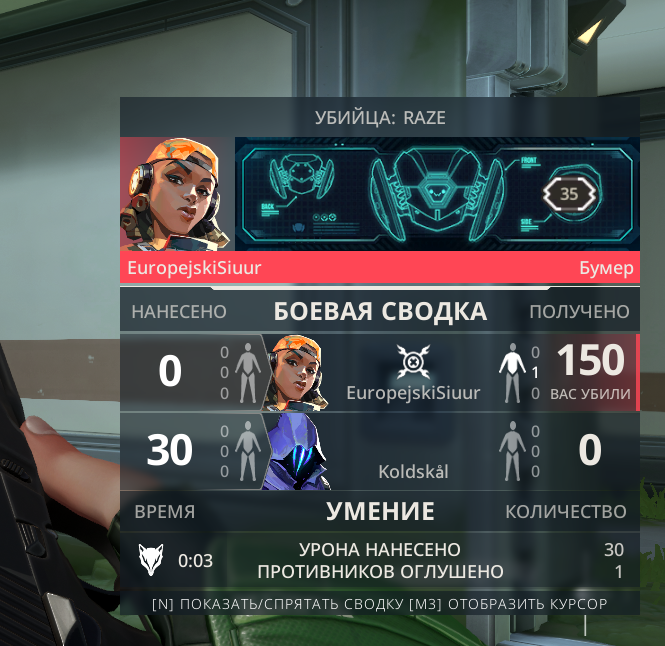 УБИЙЦА: RAZE
FRONT
BACK
SIDE
35
EuropejskiSiuur Бумер
НАНЕСЕНО БОЕВАЯ СВОДКА ПОЛУЧЕНО
0 0 0 0 EuropejskiSiuur 0 1 0 150 ВАС УБИЛИ
30 0 0 0 Koldskål 0 0 0 0
ВРЕМЯ УМЕНИЕ КОЛИЧЕСТВО
0:03 УРОНА НАНЕСЕНО 30
ПРОТИВНИКОВ ОГЛУШЕНО 1
[N] ПОКАЗАТЬ/СПРЯТАТЬ СВОДКУ [M3] ОТОБРАЗИТЬ КУРСОР